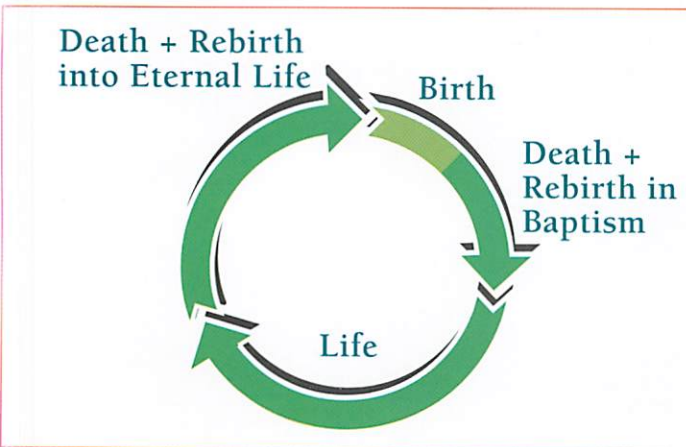 Death + Rebirth
into Eternal Life
Birth
Death +
Rebirth in
Baptism
Life